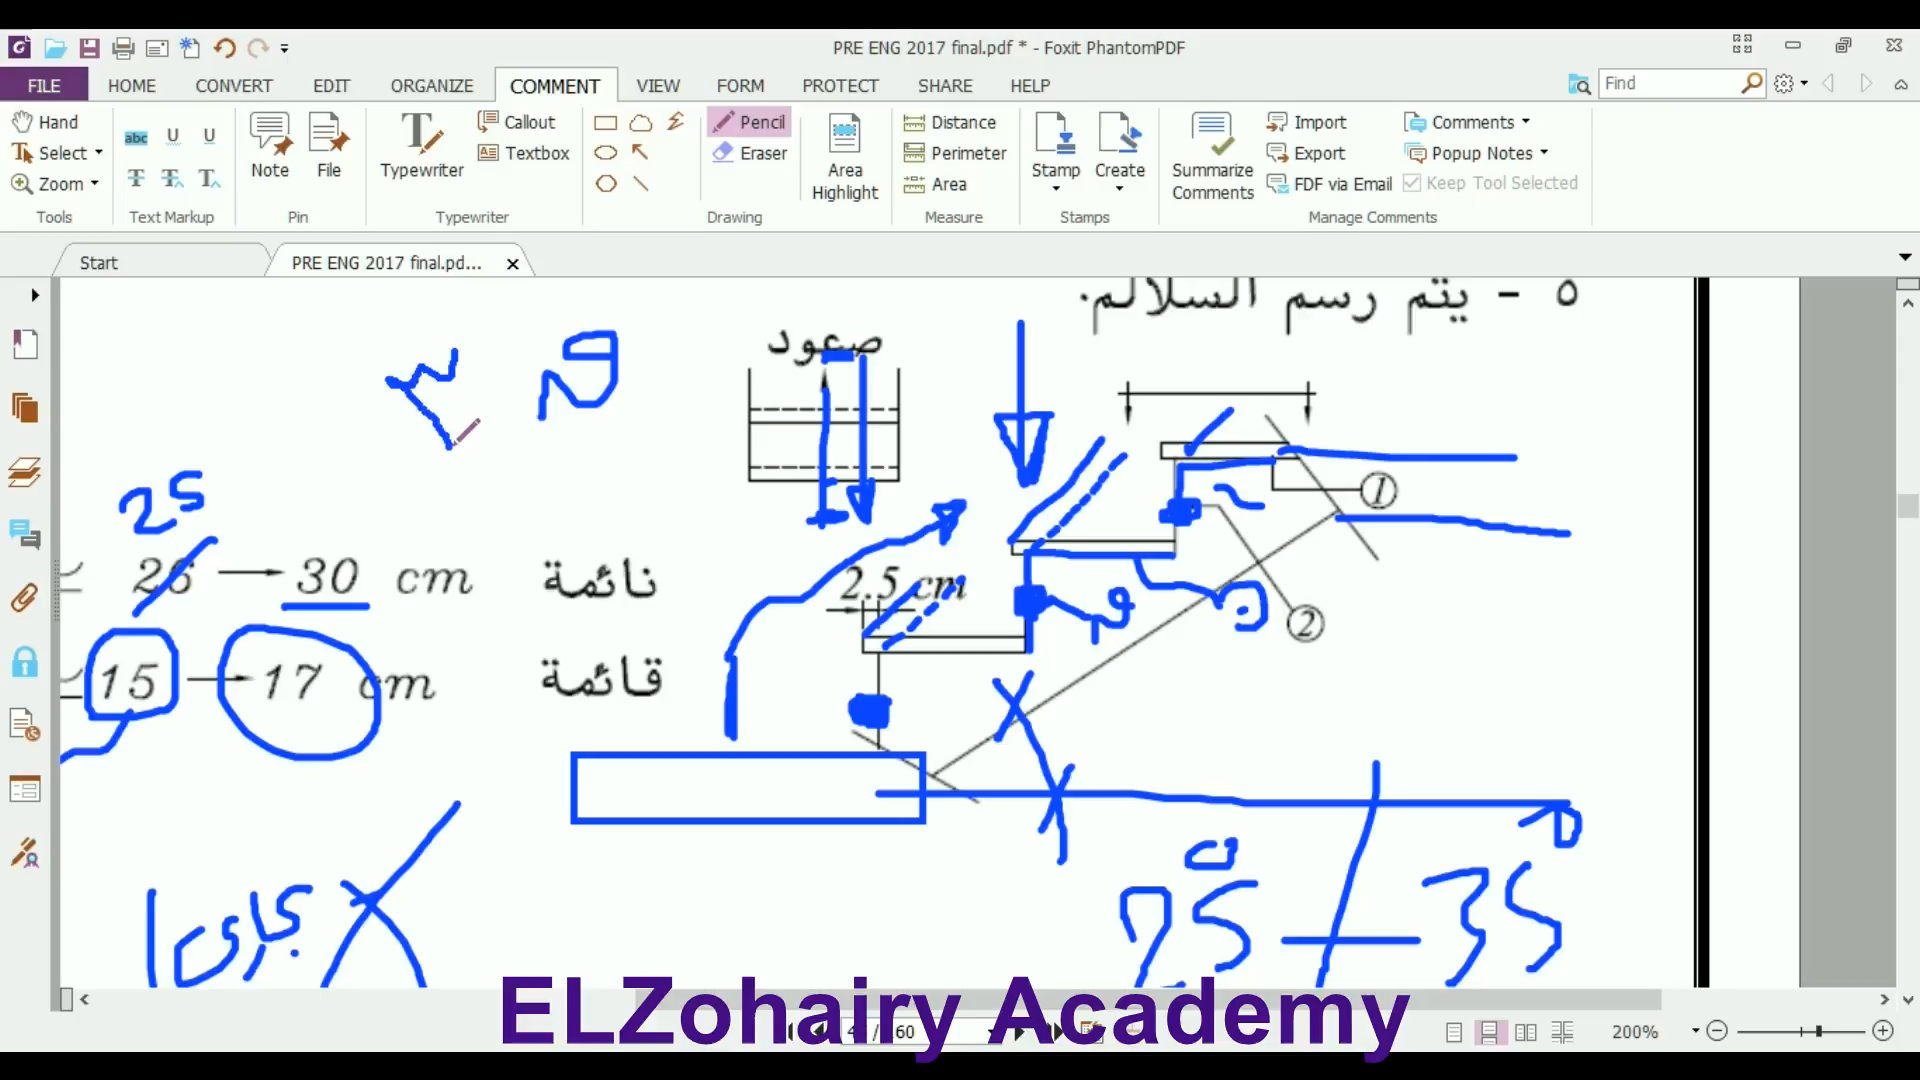 PRE ENG 2017 final.pdf * - Foxit PhantomPDF
FILE HOME CONVERT EDIT ORGANIZE COMMENT VIEW FORM PROTECT SHARE HELP Find
Hand
Select
Zoom
Tools
abc U U
T T T
Text Markup
Note File
Pin
Typewriter
Callout
Textbox
Typewriter
Pencil
Eraser
Drawing
Area Highlight
Distance
Perimeter
Area
Measure
Stamp Create
Stamps
Summarize Comments
Import
Export
FDF via Email
Comments
Popup Notes
Keep Tool Selected
Manage Comments
Start PRE ENG 2017 final.pd...
٥ - يتم رسم السلالم.
صعود
25
1
2.5 cm
26 30 cm نائمة
2
15 17 cm قائمة
25 35
ELZohairy Academy
4 / 60
200%